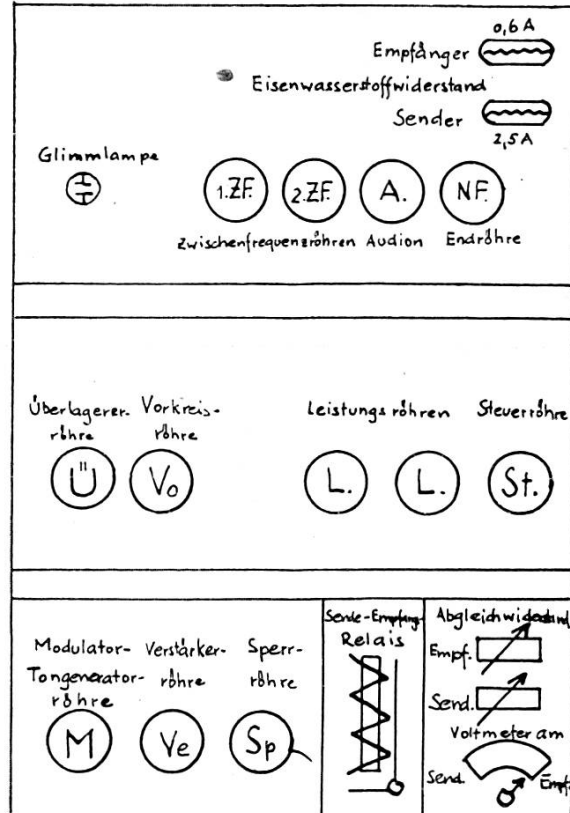 0,6 A
Empfänger
Eisenwasserstoffwiderstand
Sender
2,5 A
Glimmlampe
1.ZF. 2.ZF. A. NF.
Zwischenfrequenzröhren Audion Endröhre
Überlagerer- Vorkreis- Leistungsröhren Steuerröhre
röhre röhre
Ü Vo L. L. St.
Sende-Empfang
Relais
Abgleichwiderstand
Empf.
Send.
Voltmeter am
Send. Empf.
Modulator- Verstärker- Sperr-
Tongenerator- röhre röhre
röhre
M Ve Sp